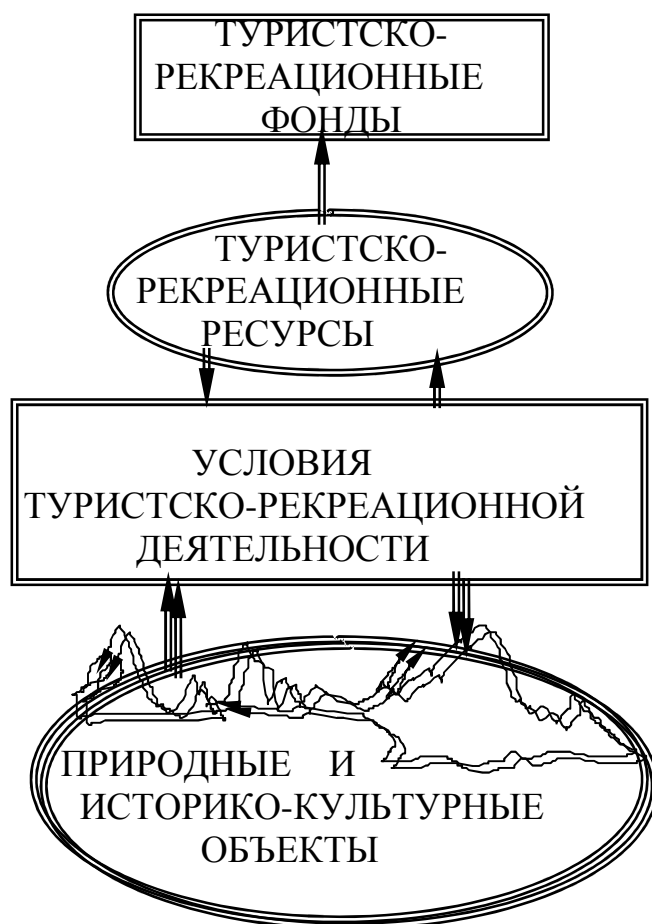 ТУРИСТСКО-
РЕКРЕАЦИОННЫЕ
ФОНДЫ
ТУРИСТСКО-
РЕКРЕАЦИОННЫЕ
РЕСУРСЫ
УСЛОВИЯ
ТУРИСТСКО-РЕКРЕАЦИОННОЙ
ДЕЯТЕЛЬНОСТИ
ПРИРОДНЫЕ И
ИСТОРИКО-КУЛЬТУРНЫЕ
ОБЪЕКТЫ